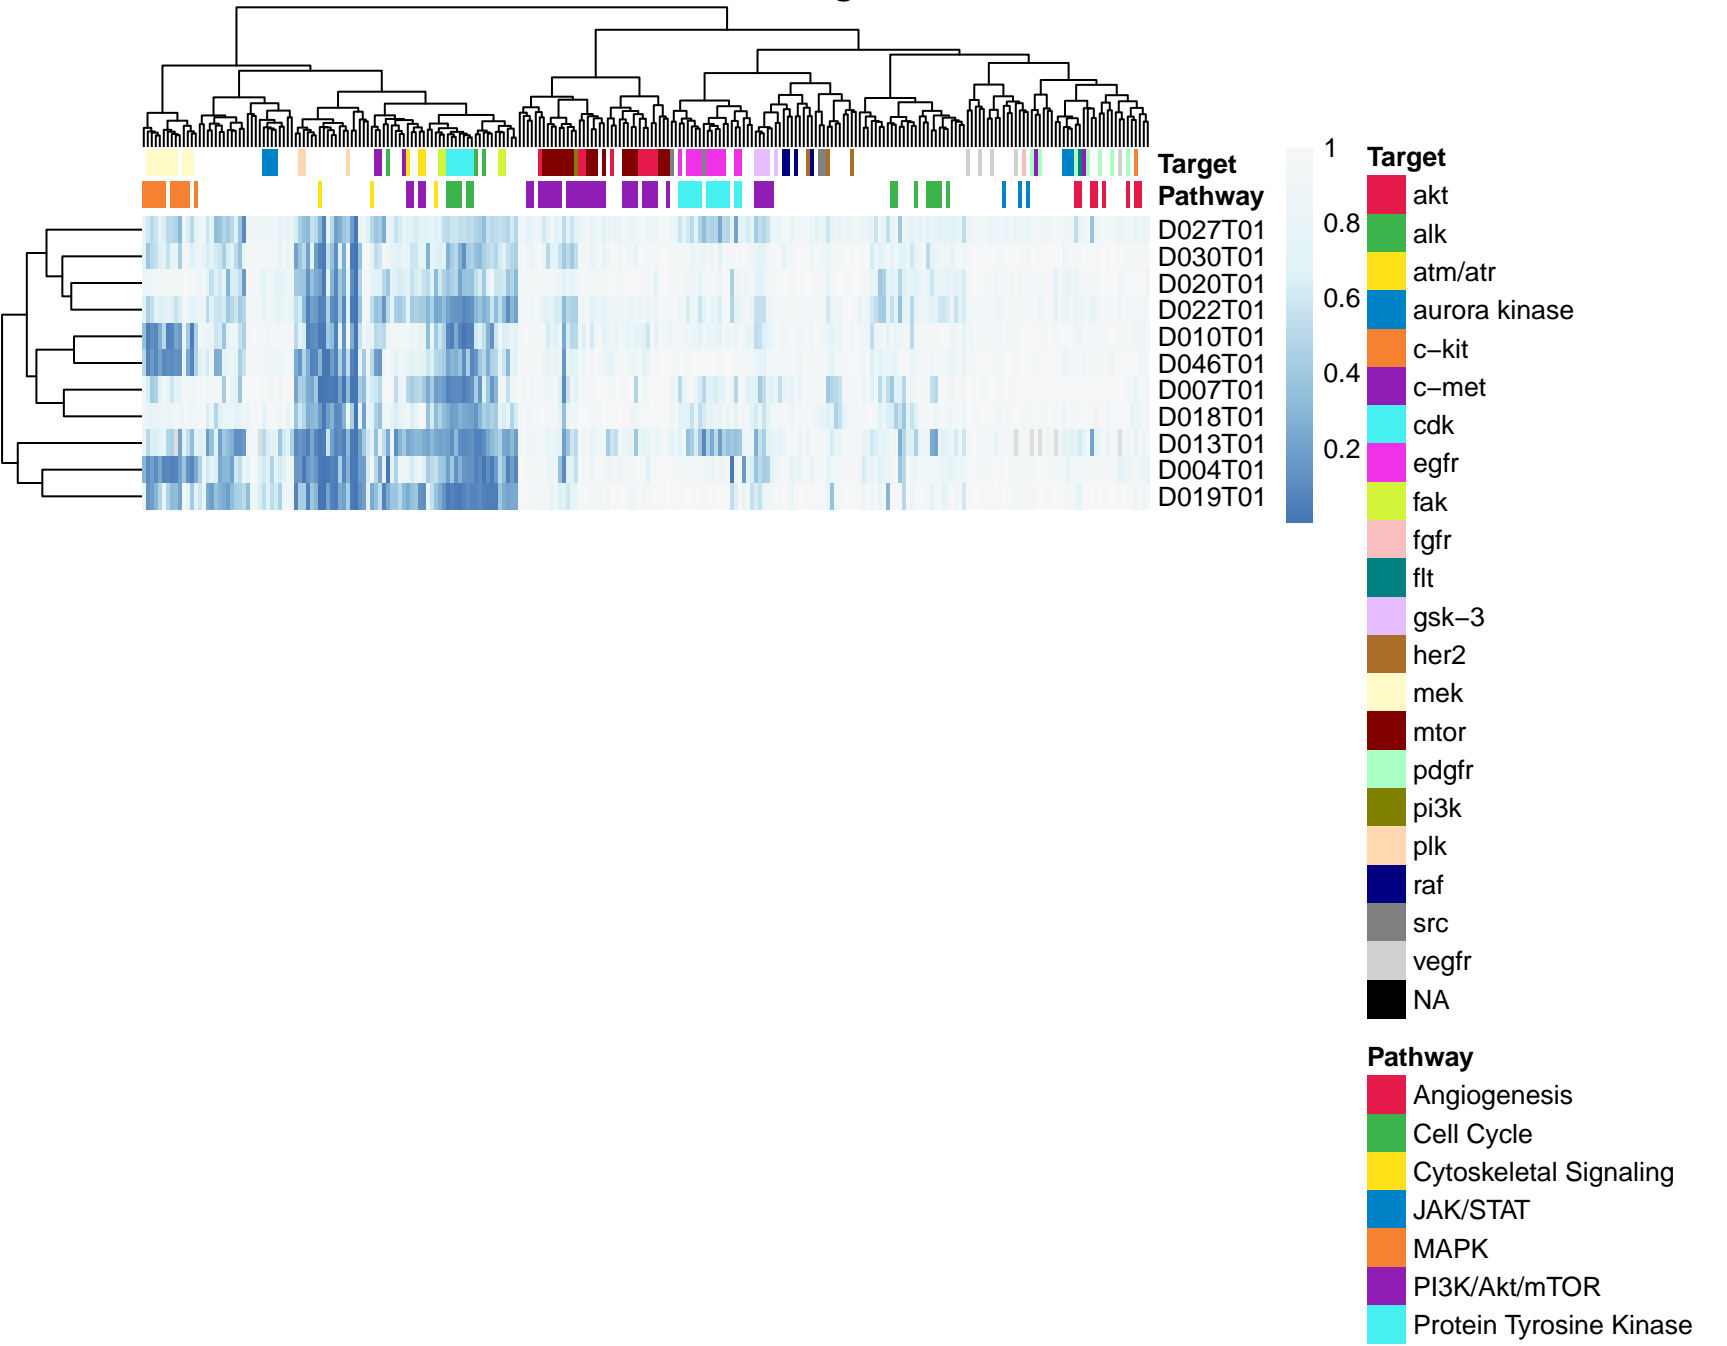 Target
Pathway
D027T01
D030T01
D020T01
D022T01
D010T01
D046T01
D007T01
D018T01
D013T01
D004T01
D019T01
1
0.8
0.6
0.4
0.2
Target
akt
alk
atm/atr
aurora kinase
c−kit
c−met
cdk
egfr
fak
fgfr
flt
gsk−3
her2
mek
mtor
pdgfr
pi3k
plk
raf
src
vegfr
NA
Pathway
Angiogenesis
Cell Cycle
Cytoskeletal Signaling
JAK/STAT
MAPK
PI3K/Akt/mTOR
Protein Tyrosine Kinase